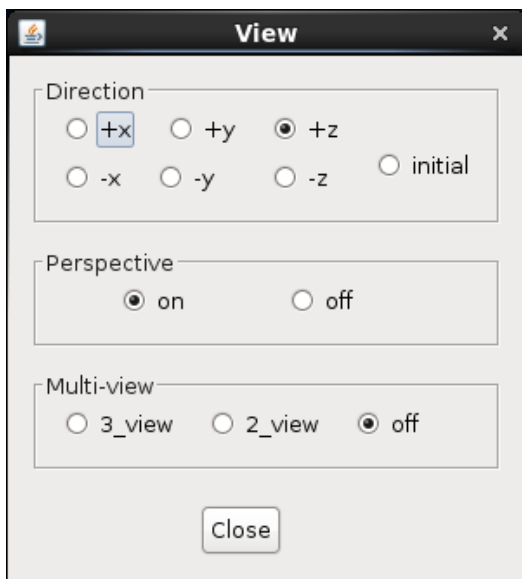 View
Direction
+x +y +z
initial
-x -y -z
Perspective
on off
Multi-view
3_view 2_view off
Close